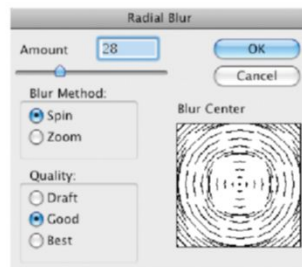 Radial Blur
Amount 28
OK
Cancel
Blur Method:
Spin
Zoom
Blur Center
Quality:
Draft
Good
Best